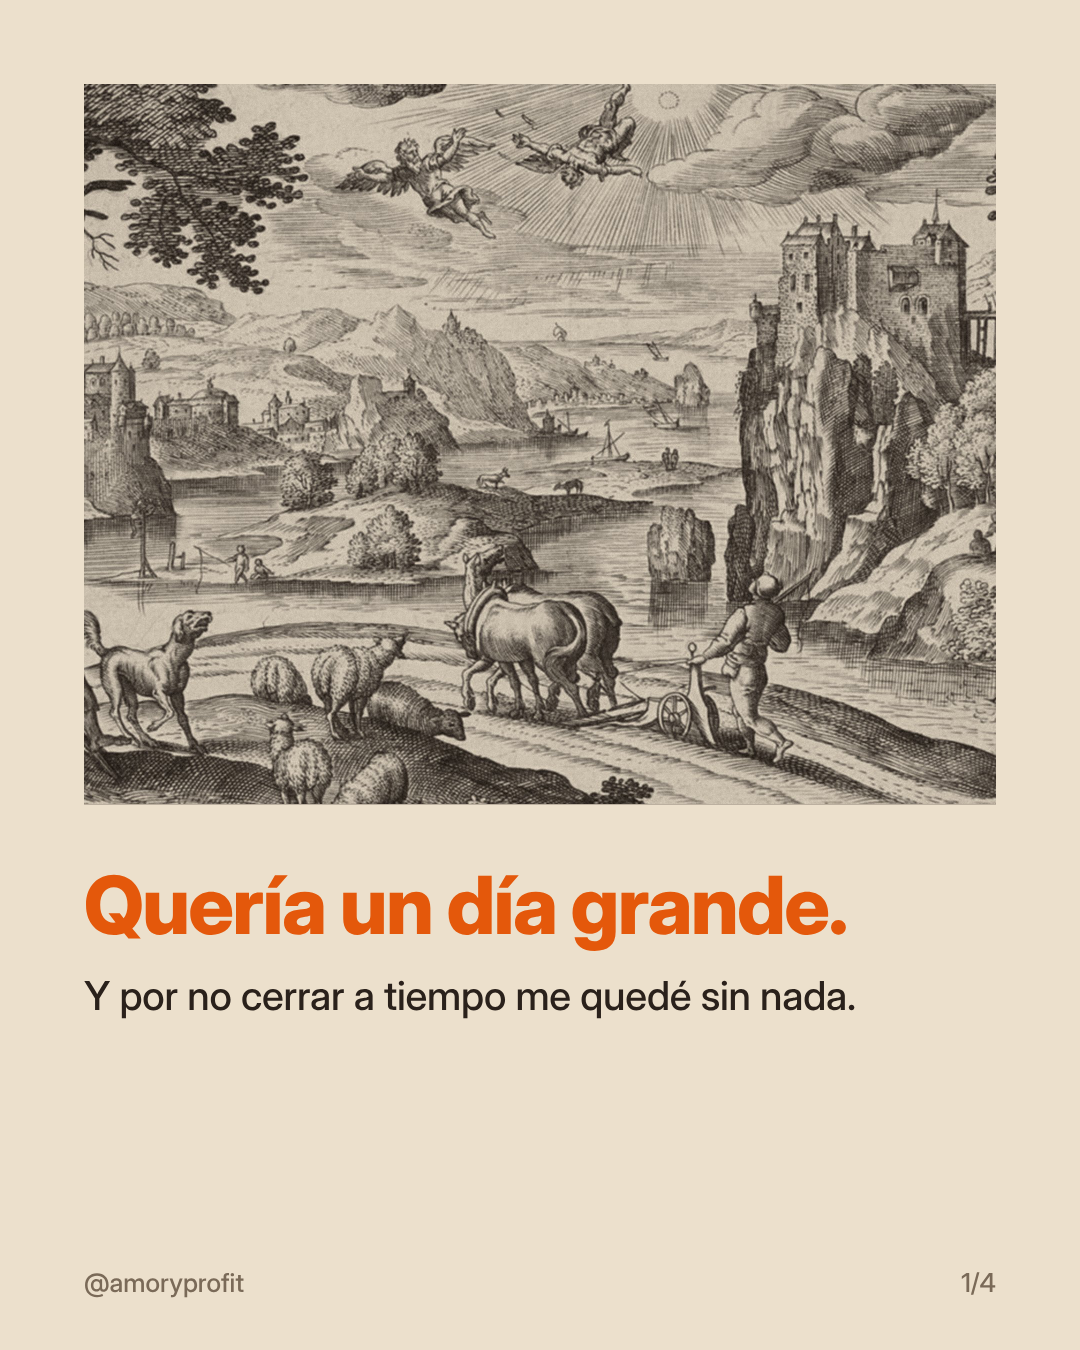 Quería un día grande.
Y por no cerrar a tiempo me quedé sin nada.
@amoryprofit
1/4